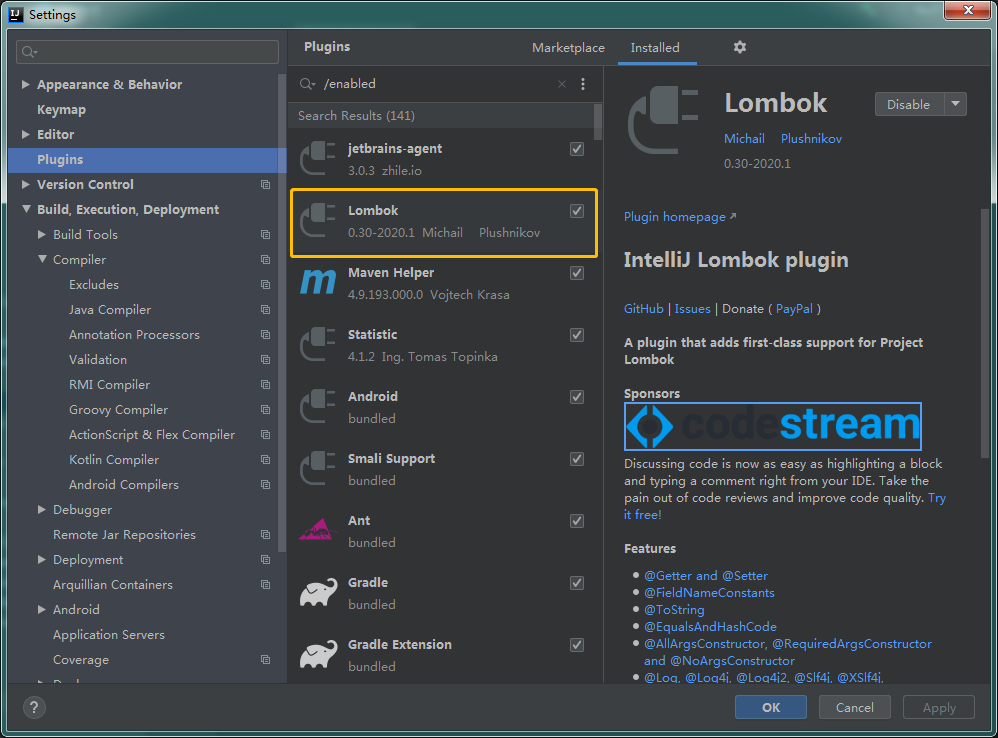 Settings
Plugins
Marketplace
Installed
Appearance & Behavior
Keymap
Editor
Plugins
Version Control
Build, Execution, Deployment
Build Tools
Compiler
Excludes
Java Compiler
Annotation Processors
Validation
RMI Compiler
Groovy Compiler
ActionScript & Flex Compiler
Kotlin Compiler
Android Compilers
Debugger
Remote Jar Repositories
Deployment
Arquillian Containers
Android
Application Servers
Coverage
/enabled
Search Results (141)
jetbrains-agent
3.0.3 zhile.io
Lombok
0.30-2020.1 Michail Plushnikov
Maven Helper
4.9.193.000.0 Vojtech Krasa
Statistic
4.1.2 Ing. Tomas Topinka
Android
bundled
Smali Support
bundled
Ant
bundled
Gradle
bundled
Gradle Extension
bundled
Lombok
Disable
Michail Plushnikov
0.30-2020.1
Plugin homepage
IntelliJ Lombok plugin
GitHub | Issues | Donate ( PayPal )
A plugin that adds first-class support for Project
Lombok
Sponsors
codestream
Discussing code is now as easy as highlighting a block
and typing a comment right from your IDE. Take the
pain out of code reviews and improve code quality. Try
it free!
Features
@Getter and @Setter
@FieldNameConstants
@ToString
@EqualsAndHashCode
@AllArgsConstructor, @RequiredArgsConstructor
and @NoArgsConstructor
@Log, @Log4j, @Log4j2, @Slf4j, @XSlf4j,
?
OK
Cancel
Apply